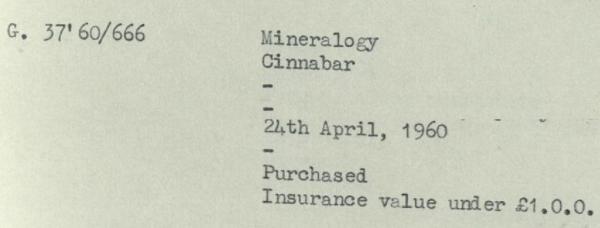 G. 37'60/666 Mineralogy
Cinnabar
-
-
24th April, 1960
-
Purchased
Insurance value under £1.0.0.